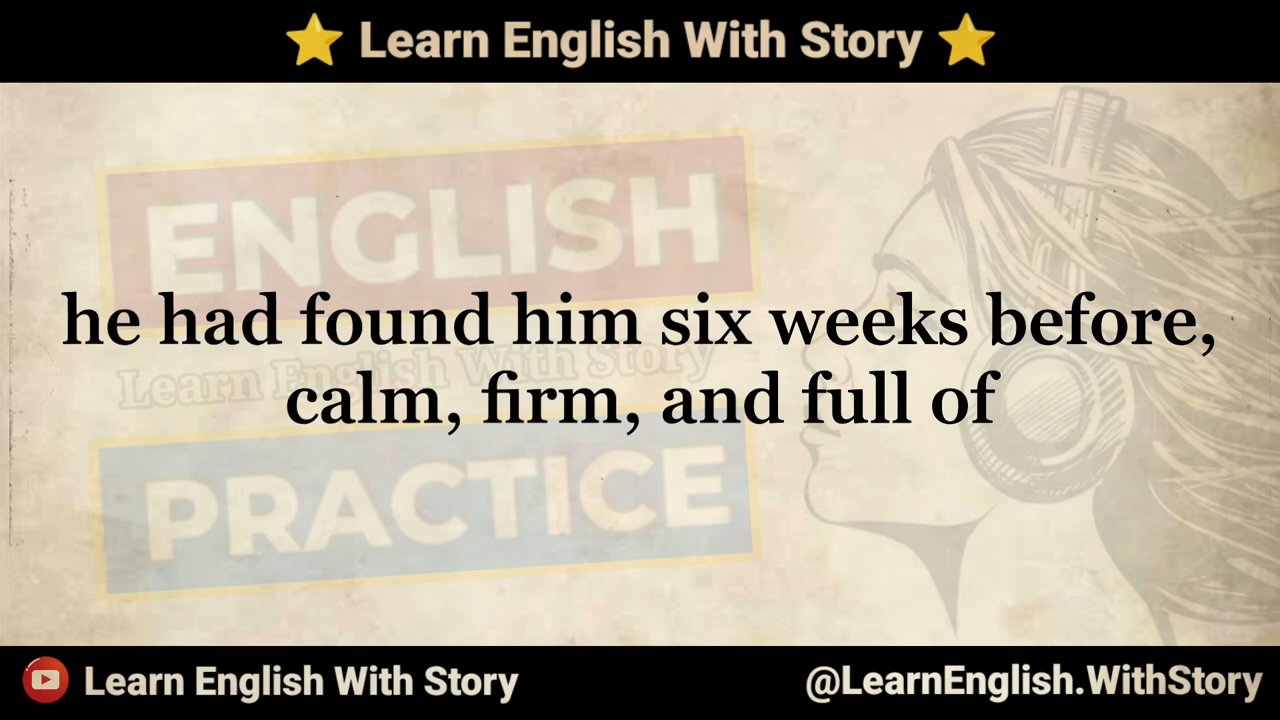 ⭐ Learn English With Story ⭐
ENGLISH
he had found him six weeks before,
Learn English With Story
calm, firm, and full of
PRACTICE
Learn English With Story
@LearnEnglish.WithStory